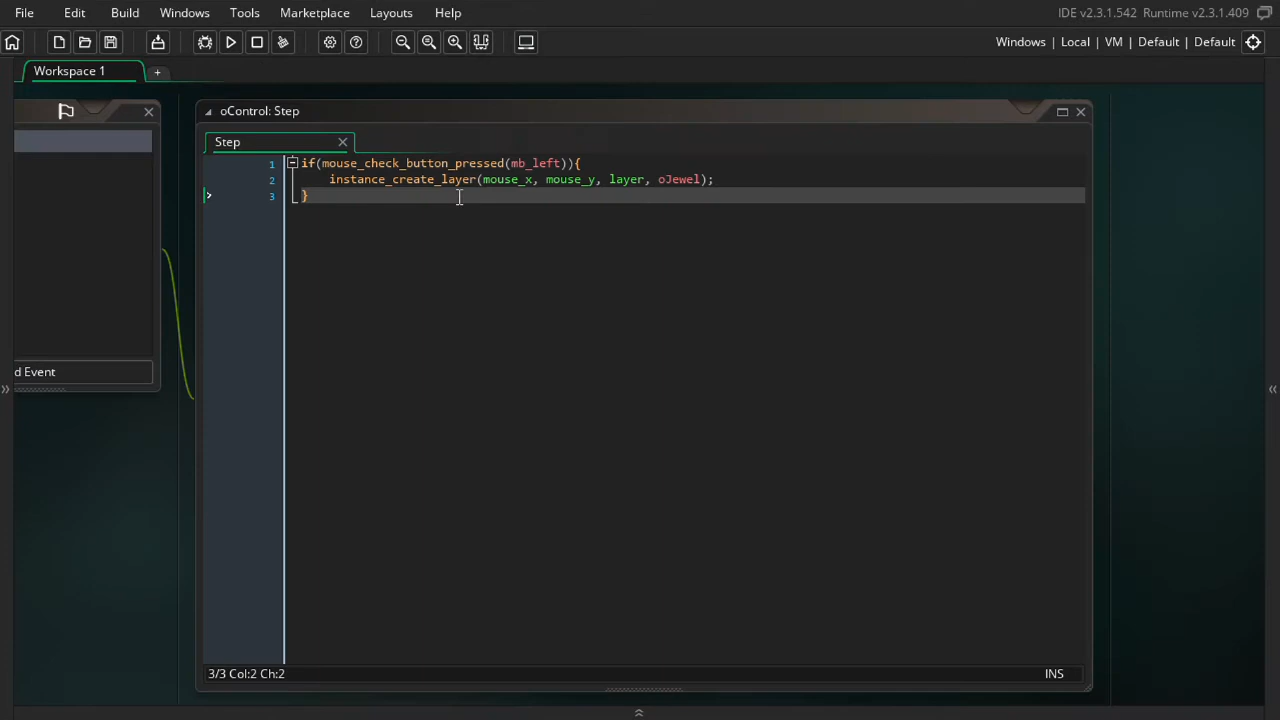 File Edit Build Windows Tools Marketplace Layouts Help IDE v2.3.1.542 Runtime v2.3.1.409
Windows | Local | VM | Default | Default
Workspace 1 +
oControl: Step
Step
1 if(mouse_check_button_pressed(mb_left)){
2 instance_create_layer(mouse_x, mouse_y, layer, oJewel);
3 }
d Event
3/3 Col:2 Ch:2 INS